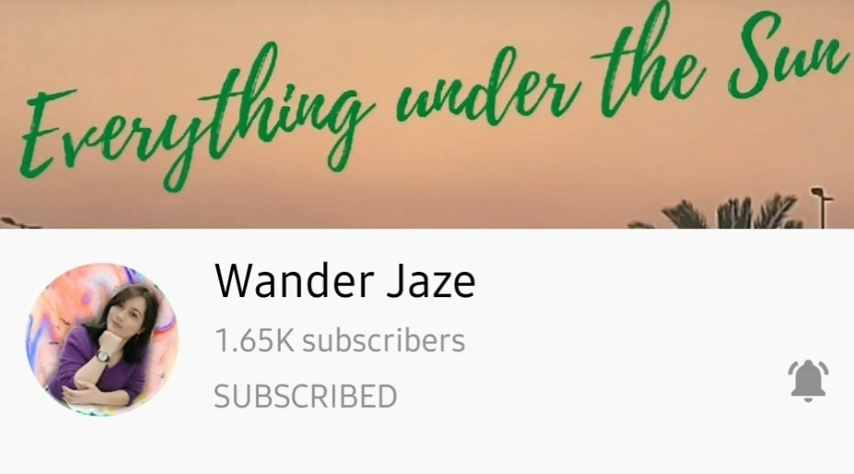 Everything under the Sun
Wander Jaze
1.65K subscribers
SUBSCRIBED